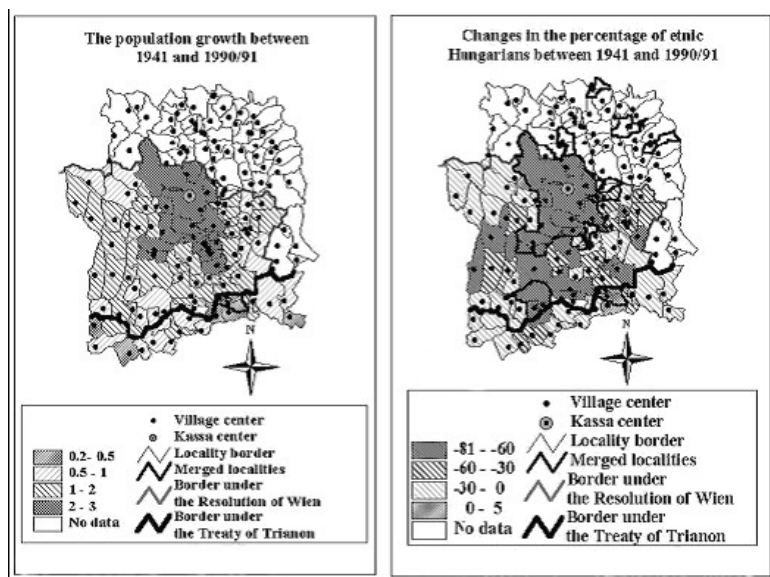 The population growth between
1941 and 1990/91
N
Village center
Kassa center
0.2- 0.5
Locality border
0.5 - 1
Merged localities
1 - 2
Border under
2 - 3
the Resolution of Wien
No data
Border under
the Treaty of Trianon
Changes in the percentage of etnic
Hungarians between 1941 and 1990/91
N
Village center
Kassa center
-81 - -60
Locality border
-60 - -30
Merged localities
-30 - 0
Border under
0 - 5
the Resolution of Wien
No data
Border under
the Treaty of Trianon